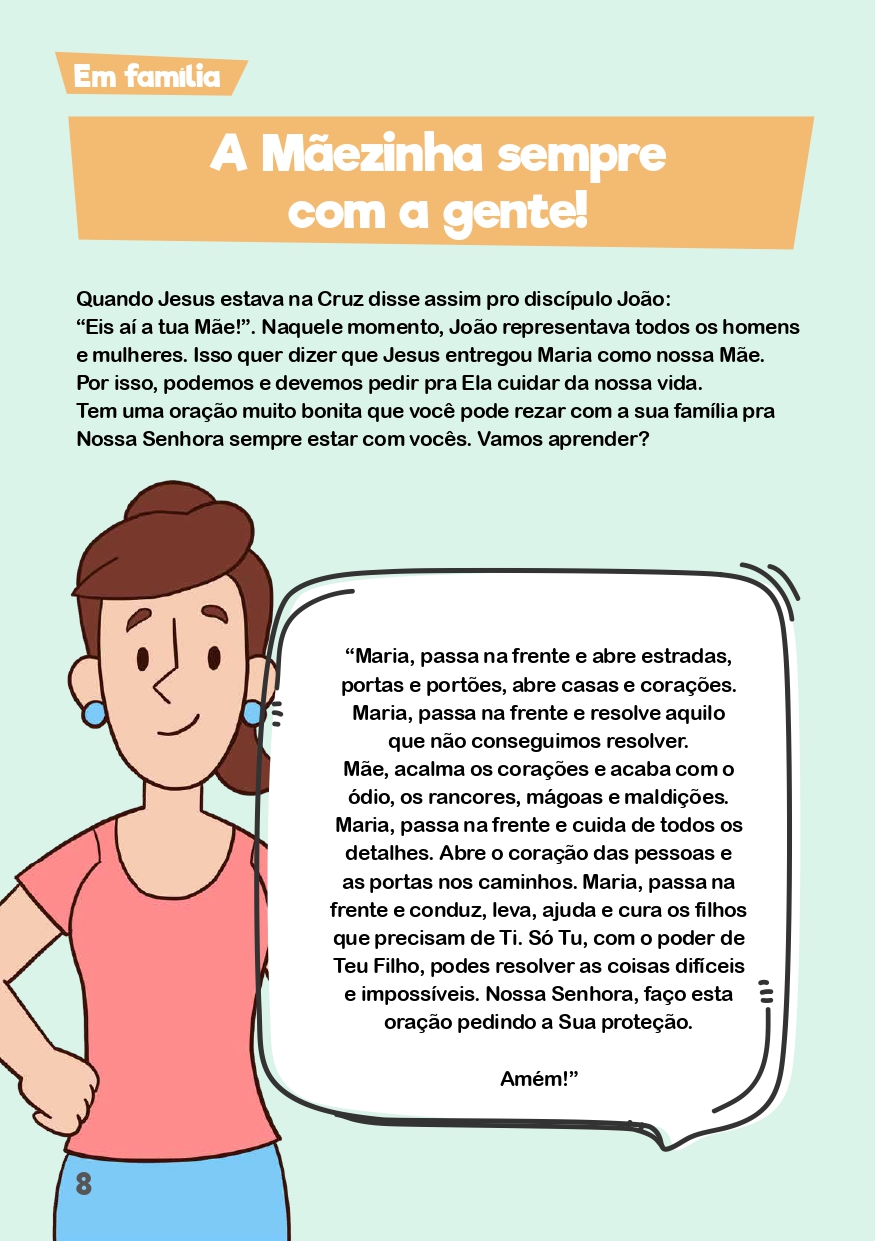 Em família
A Mãezinha sempre
com a gente!
Quando Jesus estava na Cruz disse assim pro discípulo João:
“Eis aí a tua Mãe!”. Naquele momento, João representava todos os homens
e mulheres. Isso quer dizer que Jesus entregou Maria como nossa Mãe.
Por isso, podemos e devemos pedir pra Ela cuidar da nossa vida.
Tem uma oração muito bonita que você pode rezar com a sua família pra
Nossa Senhora sempre estar com vocês. Vamos aprender?
“Maria, passa na frente e abre estradas,
portas e portões, abre casas e corações.
Maria, passa na frente e resolve aquilo
que não conseguimos resolver.
Mãe, acalma os corações e acaba com o
ódio, os rancores, mágoas e maldições.
Maria, passa na frente e cuida de todos os
detalhes. Abre o coração das pessoas e
as portas nos caminhos. Maria, passa na
frente e conduz, leva, ajuda e cura os filhos
que precisam de Ti. Só Tu, com o poder de
Teu Filho, podes resolver as coisas difíceis
e impossíveis. Nossa Senhora, faço esta
oração pedindo a Sua proteção.
Amém!”
8